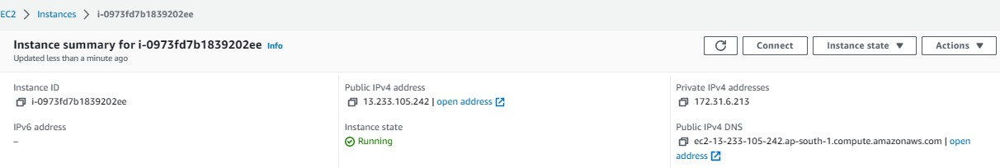 EC2 > Instances > i-0973fd7b1839202ee
Instance summary for i-0973fd7b1839202ee Info
Updated less than a minute ago
Connect
Instance state
Actions
Instance ID
i-0973fd7b1839202ee
IPv6 address
–
Public IPv4 address
13.233.105.242 | open address
Instance state
Running
Private IPv4 addresses
172.31.6.213
Public IPv4 DNS
ec2-13-233-105-242.ap-south-1.compute.amazonaws.com | open
address